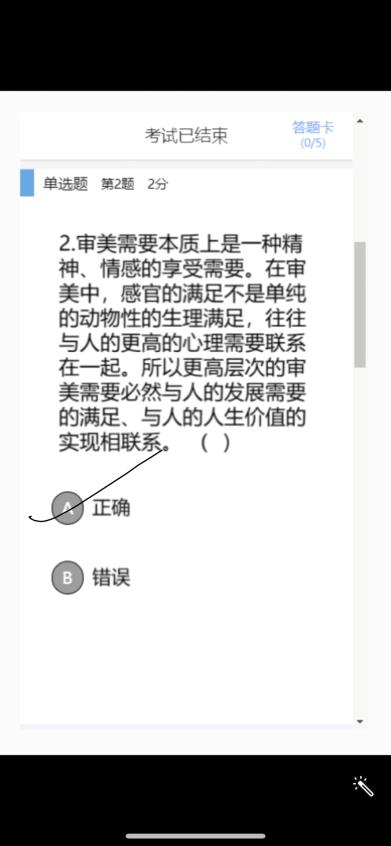 考试已结束
答题卡
(0/5)
单选题 第2题 2分
2.审美需要本质上是一种精
神、情感的享受需要。在审
美中，感官的满足不是单纯
的动物性的生理满足，往往
与人的更高的心理需要联系
在一起。所以更高层次的审
美需要必然与人的发展需要
的满足、与人的人生价值的
实现相联系。 （ ）
A 正确
B 错误